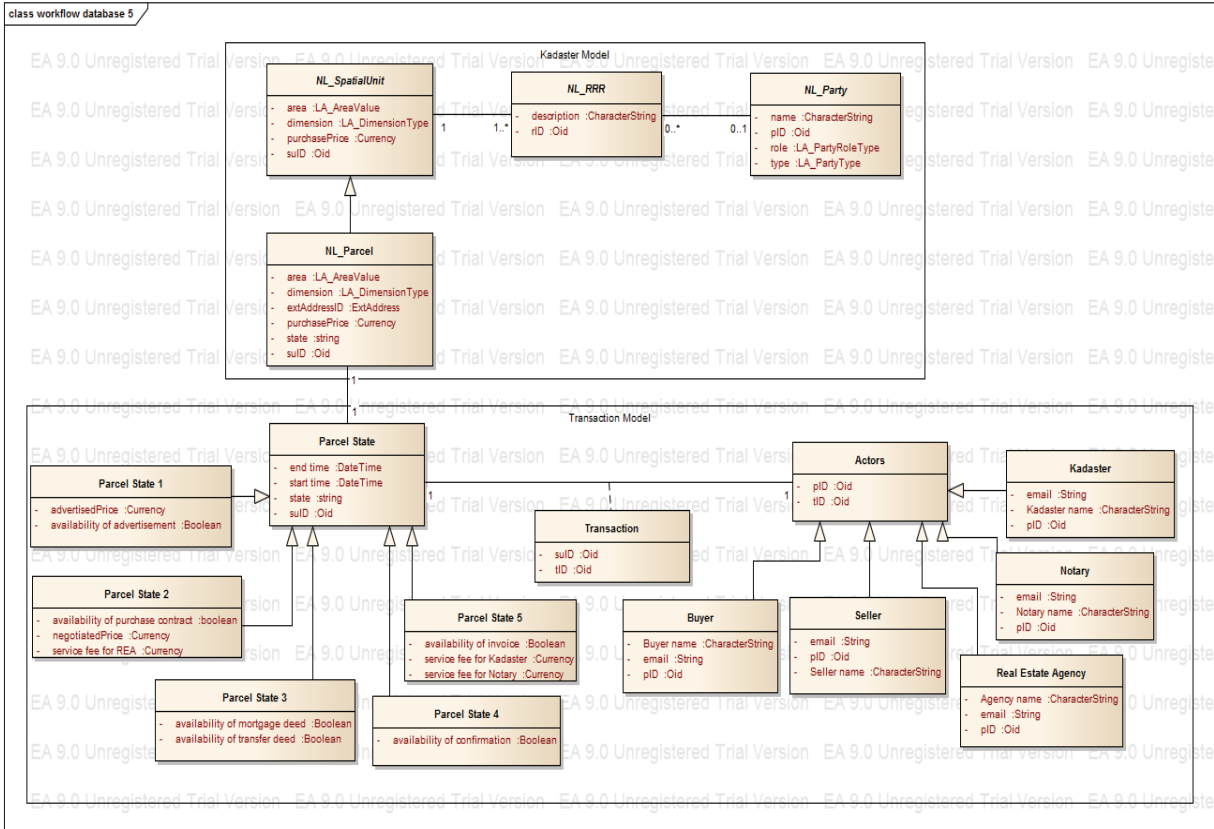 class workflow database 5
Kadaster Model
NL_SpatialUnit
- area :LA_AreaValue
- dimension :LA_DimensionType
- purchasePrice :Currency
- suID :Oid
1
1..*
NL_RRR
- description :CharacterString
- rID :Oid
0..*
0..1
NL_Party
- name :CharacterString
- pID :Oid
- role :LA_PartyRoleType
- type :LA_PartyType
NL_Parcel
- area :LA_AreaValue
- dimension :LA_DimensionType
- extAddressID :ExtAddress
- purchasePrice :Currency
- state :string
- suID :Oid
1
1
Transaction Model
Parcel State
- end time :DateTime
- start time :DateTime
- state :string
- suID :Oid
1
1
Actors
- pID :Oid
- tID :Oid
Kadaster
- email :String
- Kadaster name :CharacterString
- pID :Oid
Parcel State 1
- advertisedPrice :Currency
- availability of advertisement :Boolean
Transaction
- suID :Oid
- tID :Oid
Notary
- email :String
- Notary name :CharacterString
- pID :Oid
Parcel State 2
- availability of purchase contract :boolean
- negotiatedPrice :Currency
- service fee for REA :Currency
Parcel State 5
- availability of invoice :Boolean
- service fee for Kadaster :Currency
- service fee for Notary :Currency
Buyer
- Buyer name :CharacterString
- email :String
- pID :Oid
Seller
- email :String
- pID :Oid
- Seller name :CharacterString
Real Estate Agency
- Agency name :CharacterString
- email :String
- pID :Oid
Parcel State 3
- availability of mortgage deed :Boolean
- availability of transfer deed :Boolean
Parcel State 4
- availability of confirmation :Boolean
EA 9.0 Unregistered Trial Version